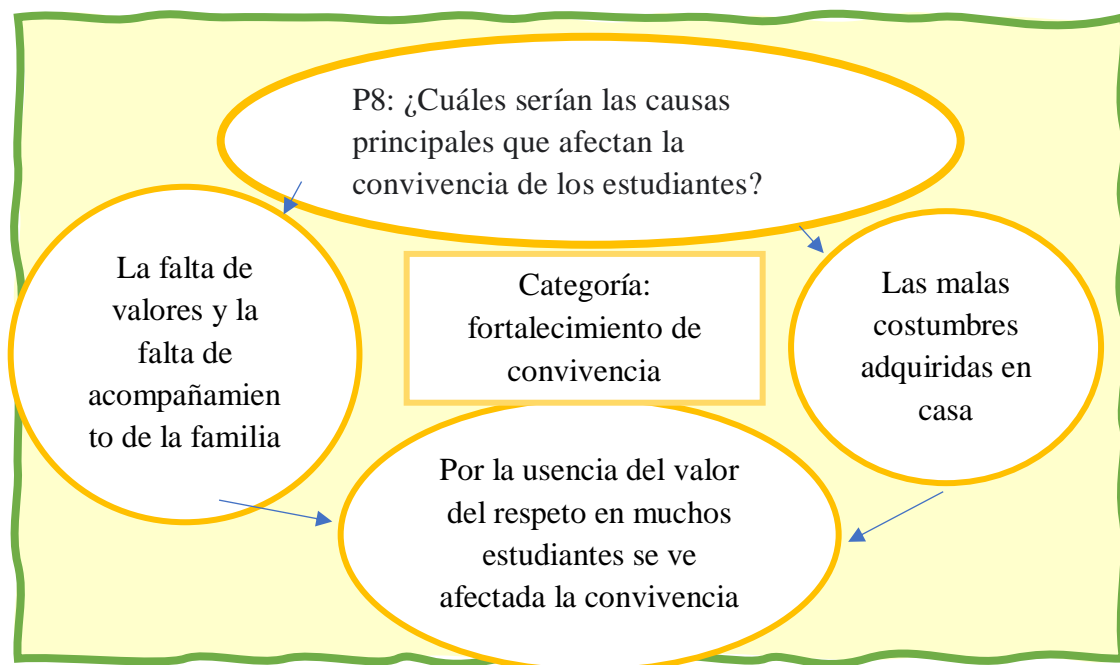 P8: ¿Cuáles serían las causas
principales que afectan la
convivencia de los estudiantes?
La falta de
valores y la
falta de
acompañamien
to de la familia
Categoría:
fortalecimiento de
convivencia
Las malas
costumbres
adquiridas en
casa
Por la usencia del valor
del respeto en muchos
estudiantes se ve
afectada la convivencia